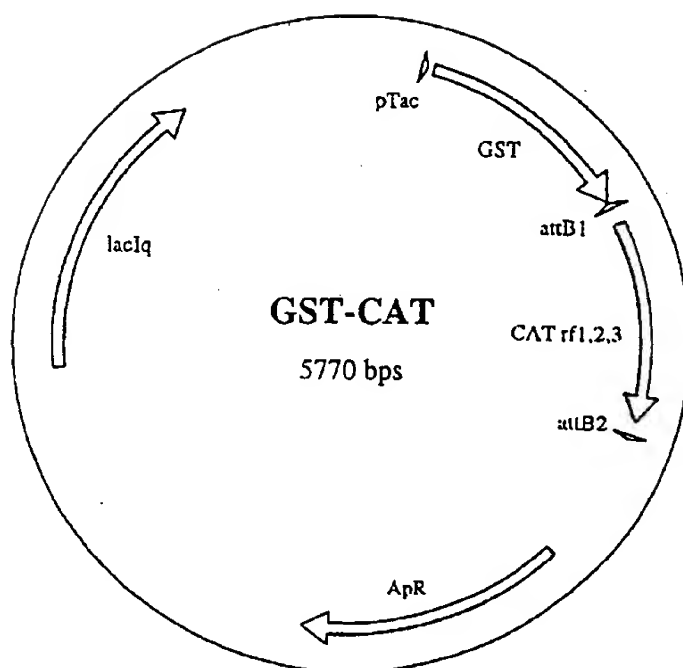 pTac
GST
attB1
lacIq
GST-CAT
CAT rf1,2,3
5770 bps
attB2
ApR